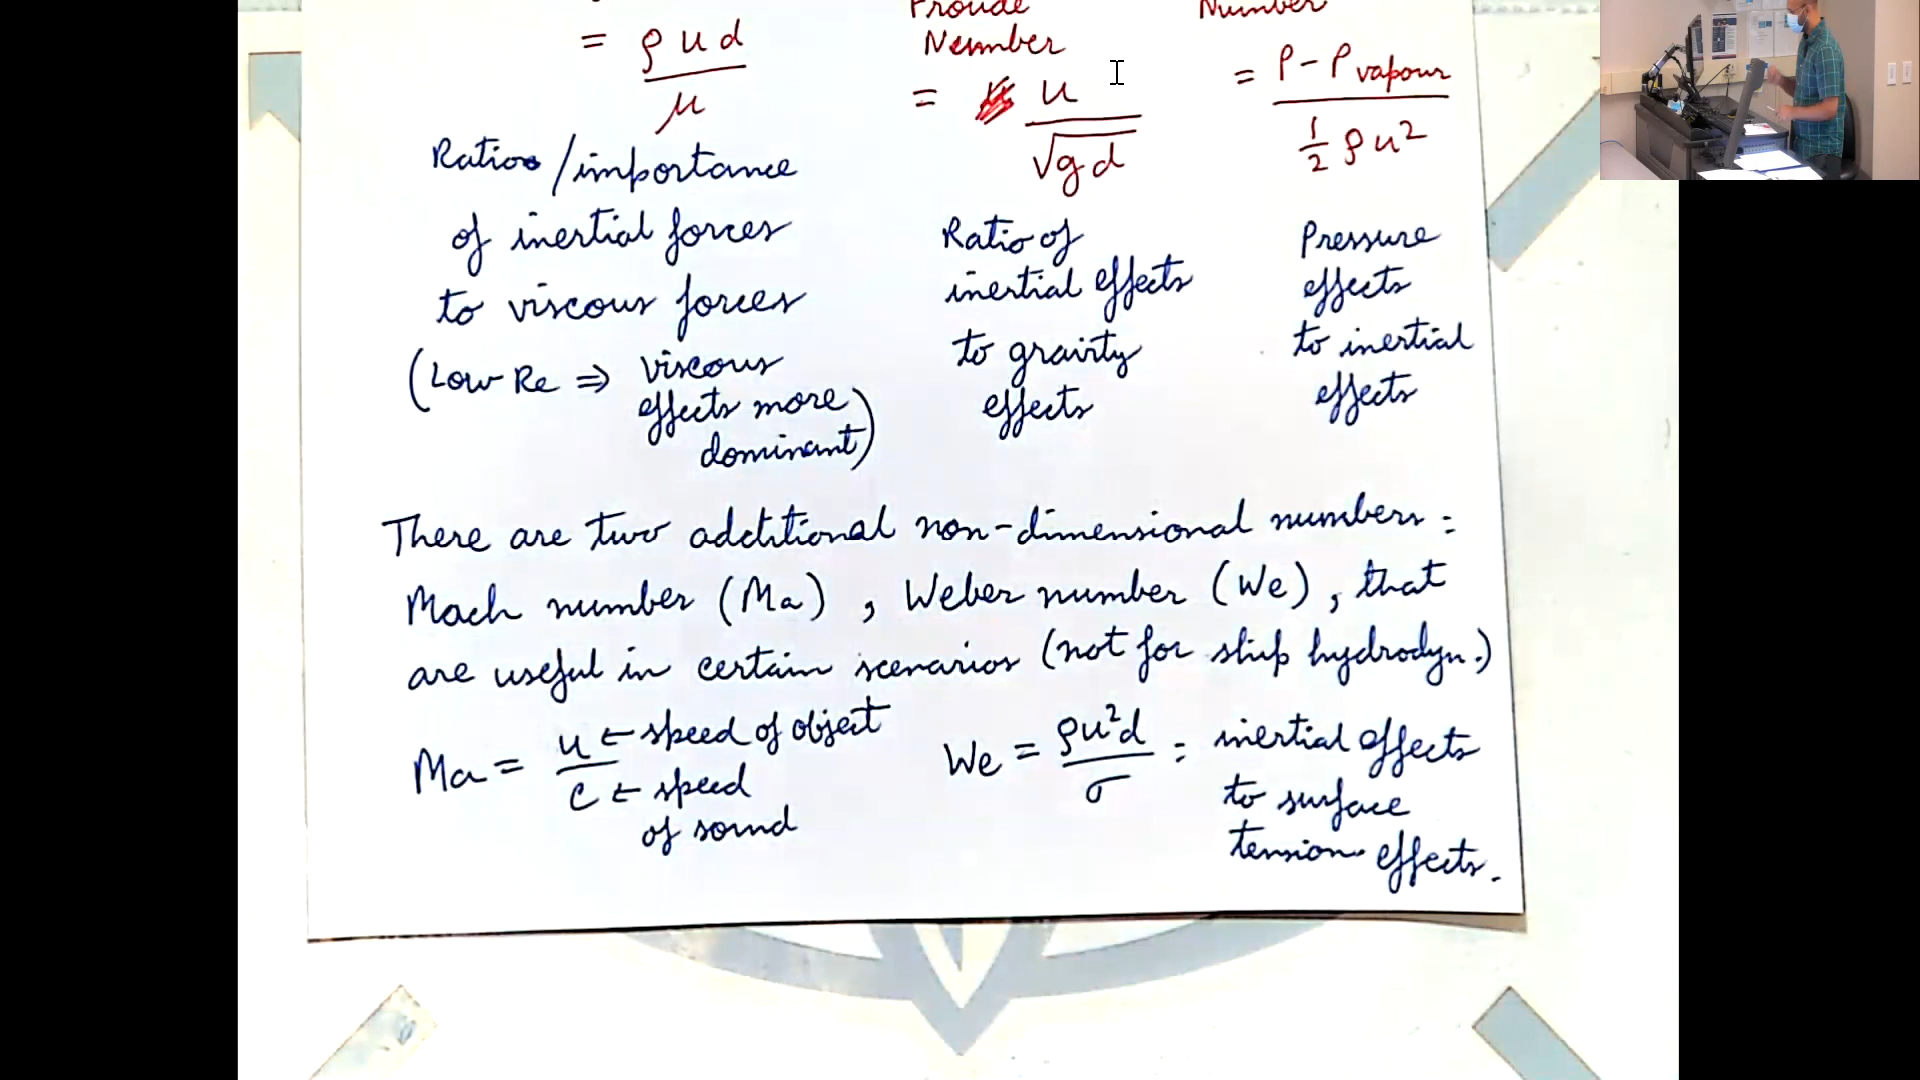 = ρud/μ
Froude
Number
= u/√gd
Number
= P - Pvapour / ½ρu²
Ratio /importance
of inertial forces
to viscous forces
(Low Re ⇒ viscous
effects more
dominant)
Ratio of
inertial effects
to gravity
effects
Pressure
effects
to inertial
effects
There are two additional non-dimensional numbers:
Mach number (Ma), Weber number (We), that
are useful in certain scenarios (not for ship hydrodyn.)
Ma = u/c
u ← speed of object
c ← speed
of sound
We = ρu²d/σ = inertial effects
to surface
tension effects.